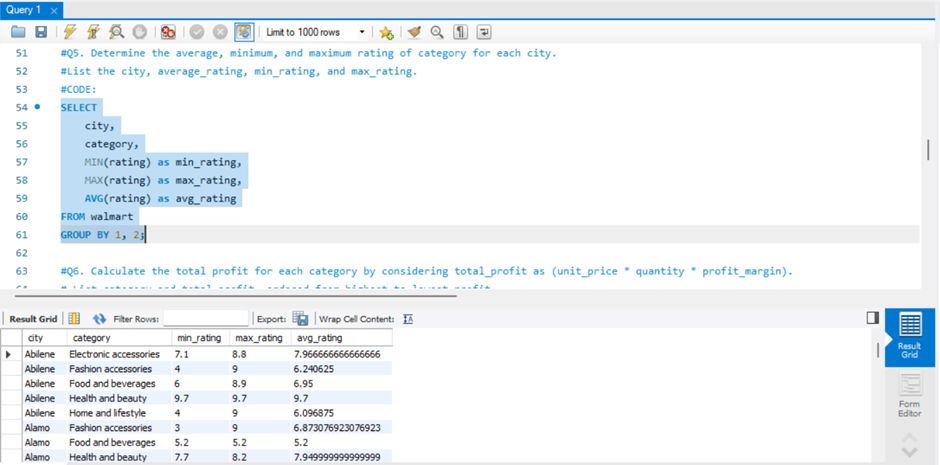 Query 1
Limit to 1000 rows
51 #Q5. Determine the average, minimum, and maximum rating of category for each city.
52 #List the city, average_rating, min_rating, and max_rating.
53 #CODE:
54 SELECT
55 city,
56 category,
57 MIN(rating) as min_rating,
58 MAX(rating) as max_rating,
59 AVG(rating) as avg_rating
60 FROM walmart
61 GROUP BY 1, 2;
62
63 #Q6. Calculate the total profit for each category by considering total_profit as (unit_price * quantity * profit_margin).
Result Grid Filter Rows: Export: Wrap Cell Content:
city category min_rating max_rating avg_rating
Abilene Electronic accessories 7.1 8.8 7.966666666666666
Abilene Fashion accessories 4 9 6.240625
Abilene Food and beverages 6 8.9 6.95
Abilene Health and beauty 9.7 9.7 9.7
Abilene Home and lifestyle 4 9 6.096875
Alamo Fashion accessories 3 9 6.873076923076923
Alamo Food and beverages 5.2 5.2 5.2
Alamo Health and beauty 7.7 8.2 7.949999999999999
Result
Grid
Form
Editor